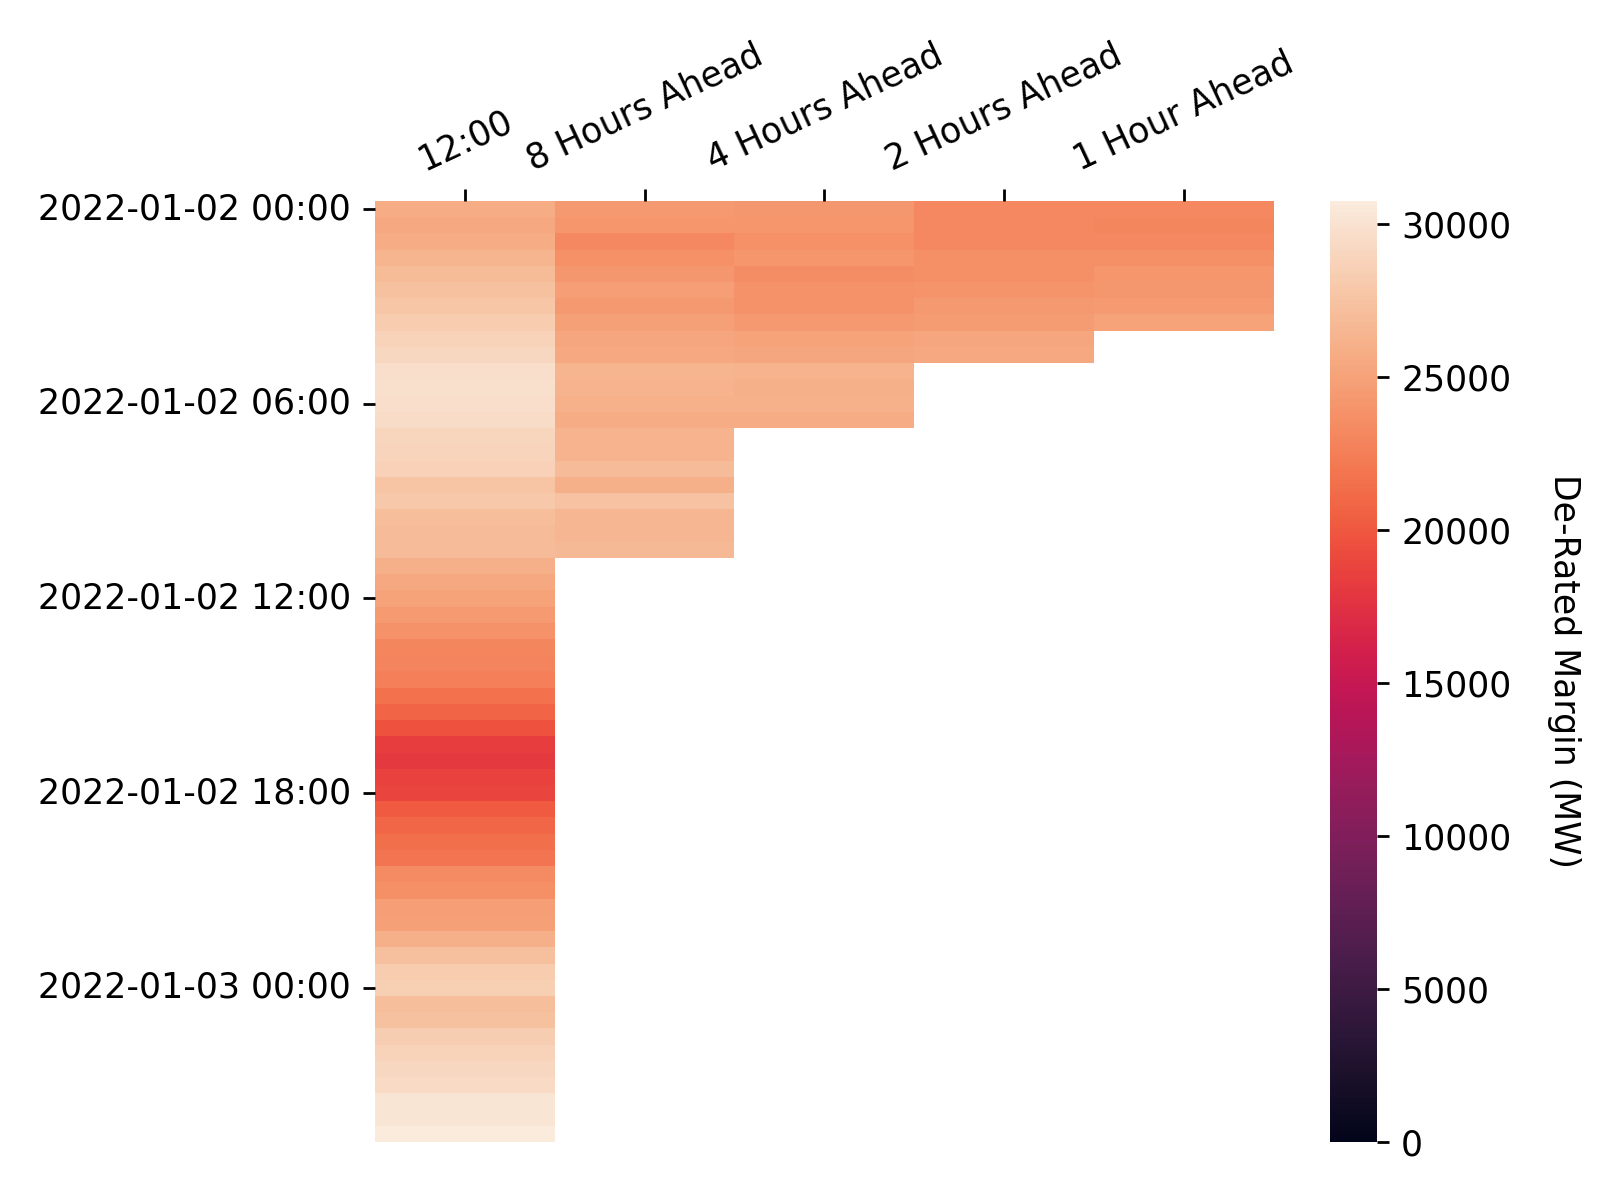 12:00
8 Hours Ahead
4 Hours Ahead
2 Hours Ahead
1 Hour Ahead
2022-01-02 00:00
2022-01-02 06:00
2022-01-02 12:00
2022-01-02 18:00
2022-01-03 00:00
30000
25000
20000
15000
10000
5000
0
De-Rated Margin (MW)